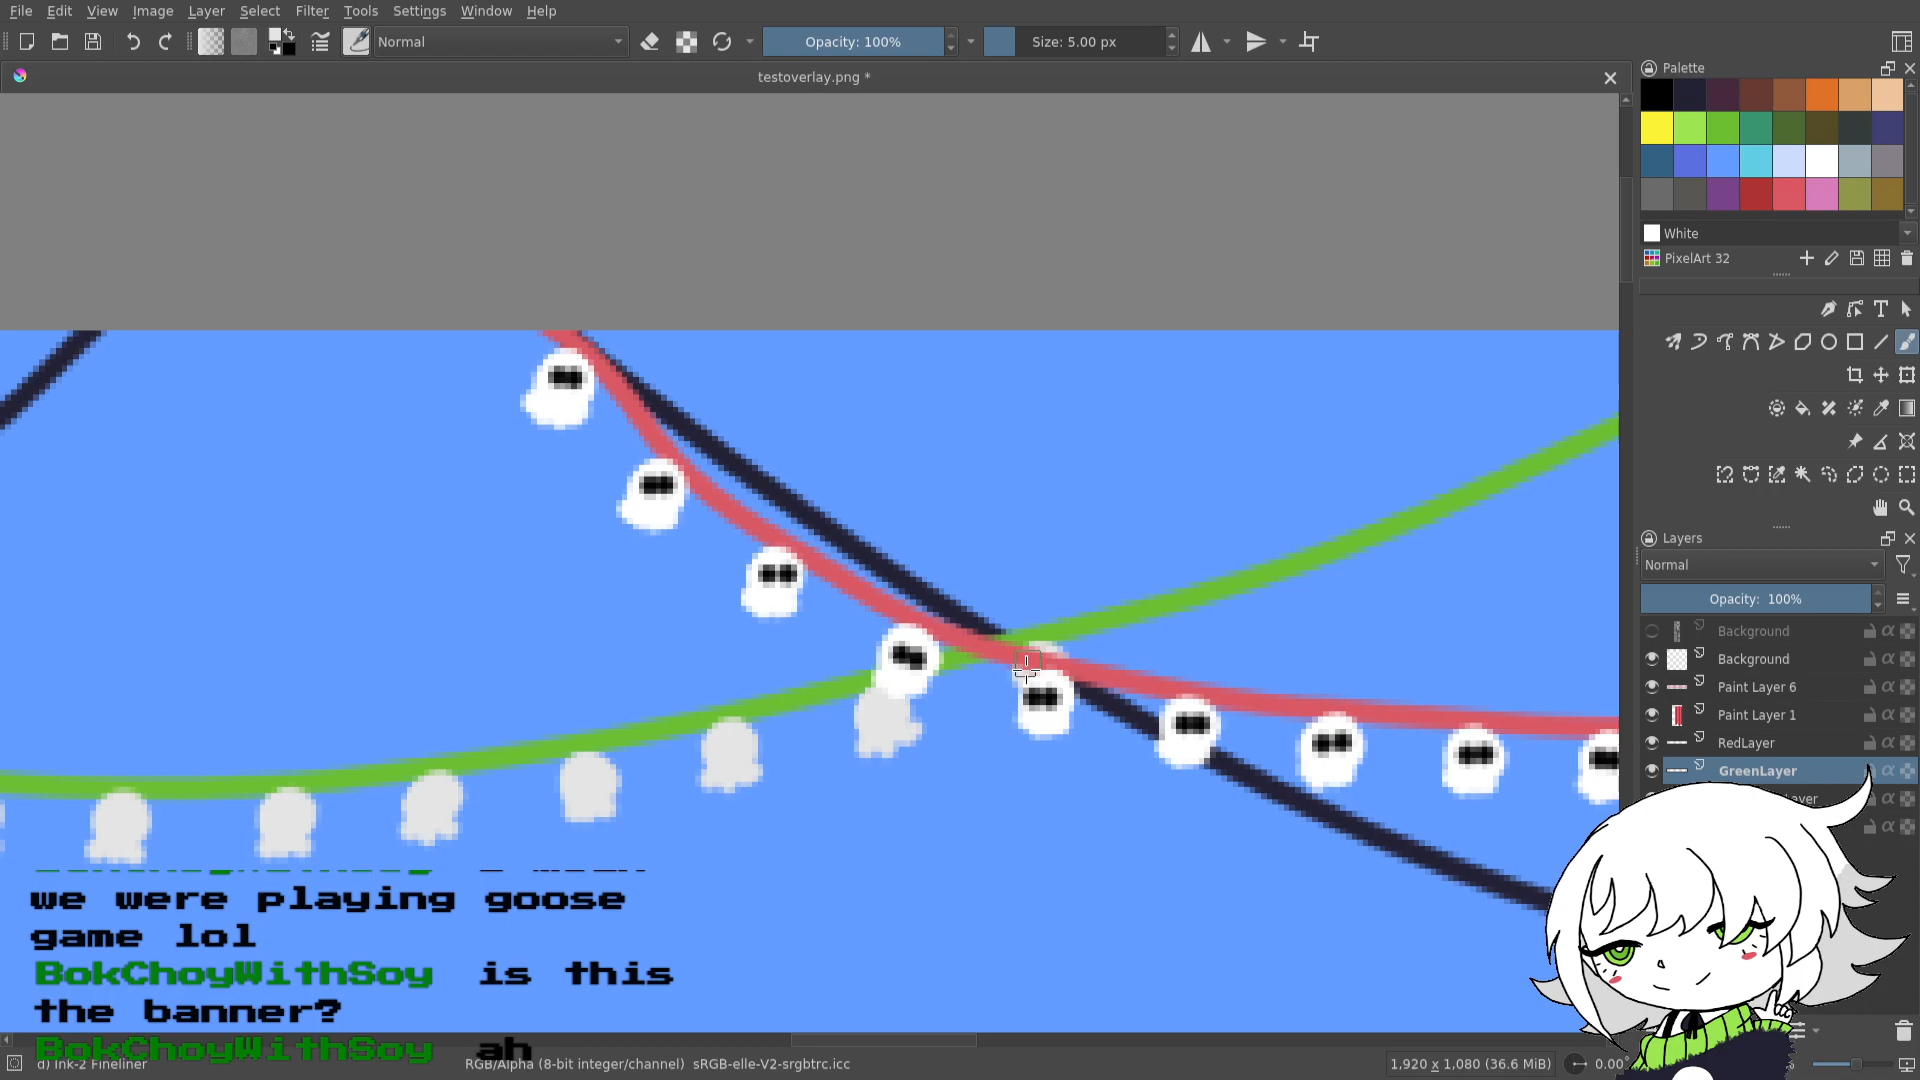 File Edit View Image Layer Select Filter Tools Settings Window Help
Normal Opacity: 100% Size: 5.00 px
testoverlay.png *
Palette
White
PixelArt 32
Layers
Normal
Opacity: 100%
Background
Background
Paint Layer 6
Paint Layer 1
RedLayer
GreenLayer
we were playing goose
game lol
BokChoyWithSoy is this
the banner?
BokChoyWithSoy ah
d) Ink-2 Fineliner RGB/Alpha (8-bit integer/channel) sRGB-elle-V2-srgbtrc.icc 1,920 x 1,080 (36.6 MiB) 0.00